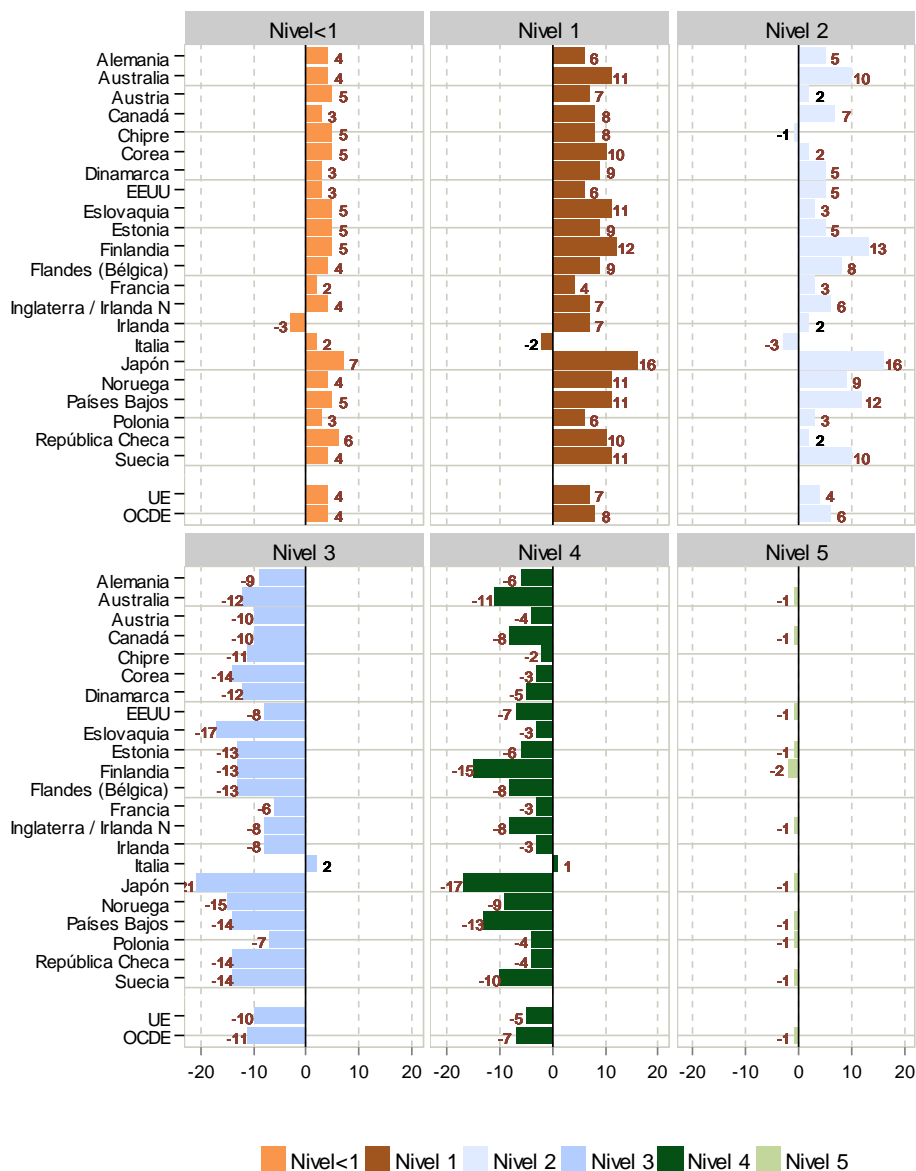 Nivel<1 Nivel 1 Nivel 2
Alemania 4 6 5
Australia 4 11 10
Austria 5 7 2
Canadá 3 8 7
Chipre 5 8 -1
Corea 5 10 2
Dinamarca 3 9 5
EEUU 3 6 5
Eslovaquia 5 11 3
Estonia 5 9 5
Finlandia 5 12 13
Flandes (Bélgica) 4 9 8
Francia 2 4 3
Inglaterra / Irlanda N 4 7 6
Irlanda -3 7 2
Italia 2 -2 -3
Japón 7 16 16
Noruega 4 11 9
Países Bajos 5 11 12
Polonia 3 6 3
República Checa 6 10 2
Suecia 4 11 10
UE 4 7 4
OCDE 4 8 6
Nivel 3 Nivel 4 Nivel 5
Alemania -9 -6
Australia -12 -11 -1
Austria -10 -4
Canadá -10 -8 -1
Chipre -11 -2
Corea -14 -3
Dinamarca -12 -5
EEUU -8 -7 -1
Eslovaquia -17 -3
Estonia -13 -6 -1
Finlandia -13 -15 -2
Flandes (Bélgica) -13 -8
Francia -6 -3
Inglaterra / Irlanda N -8 -8 -1
Irlanda -8 -3
Italia 2 1
Japón -17 -1
Noruega -15 -9
Países Bajos -14 -13 -1
Polonia -7 -4 -1
República Checa -14 -4
Suecia -14 -10 -1
UE -10 -5
OCDE -11 -7 -1
-20 -10 0 10 20 -20 -10 0 10 20 -20 -10 0 10 20
Nivel<1 Nivel 1 Nivel 2 Nivel 3 Nivel 4 Nivel 5